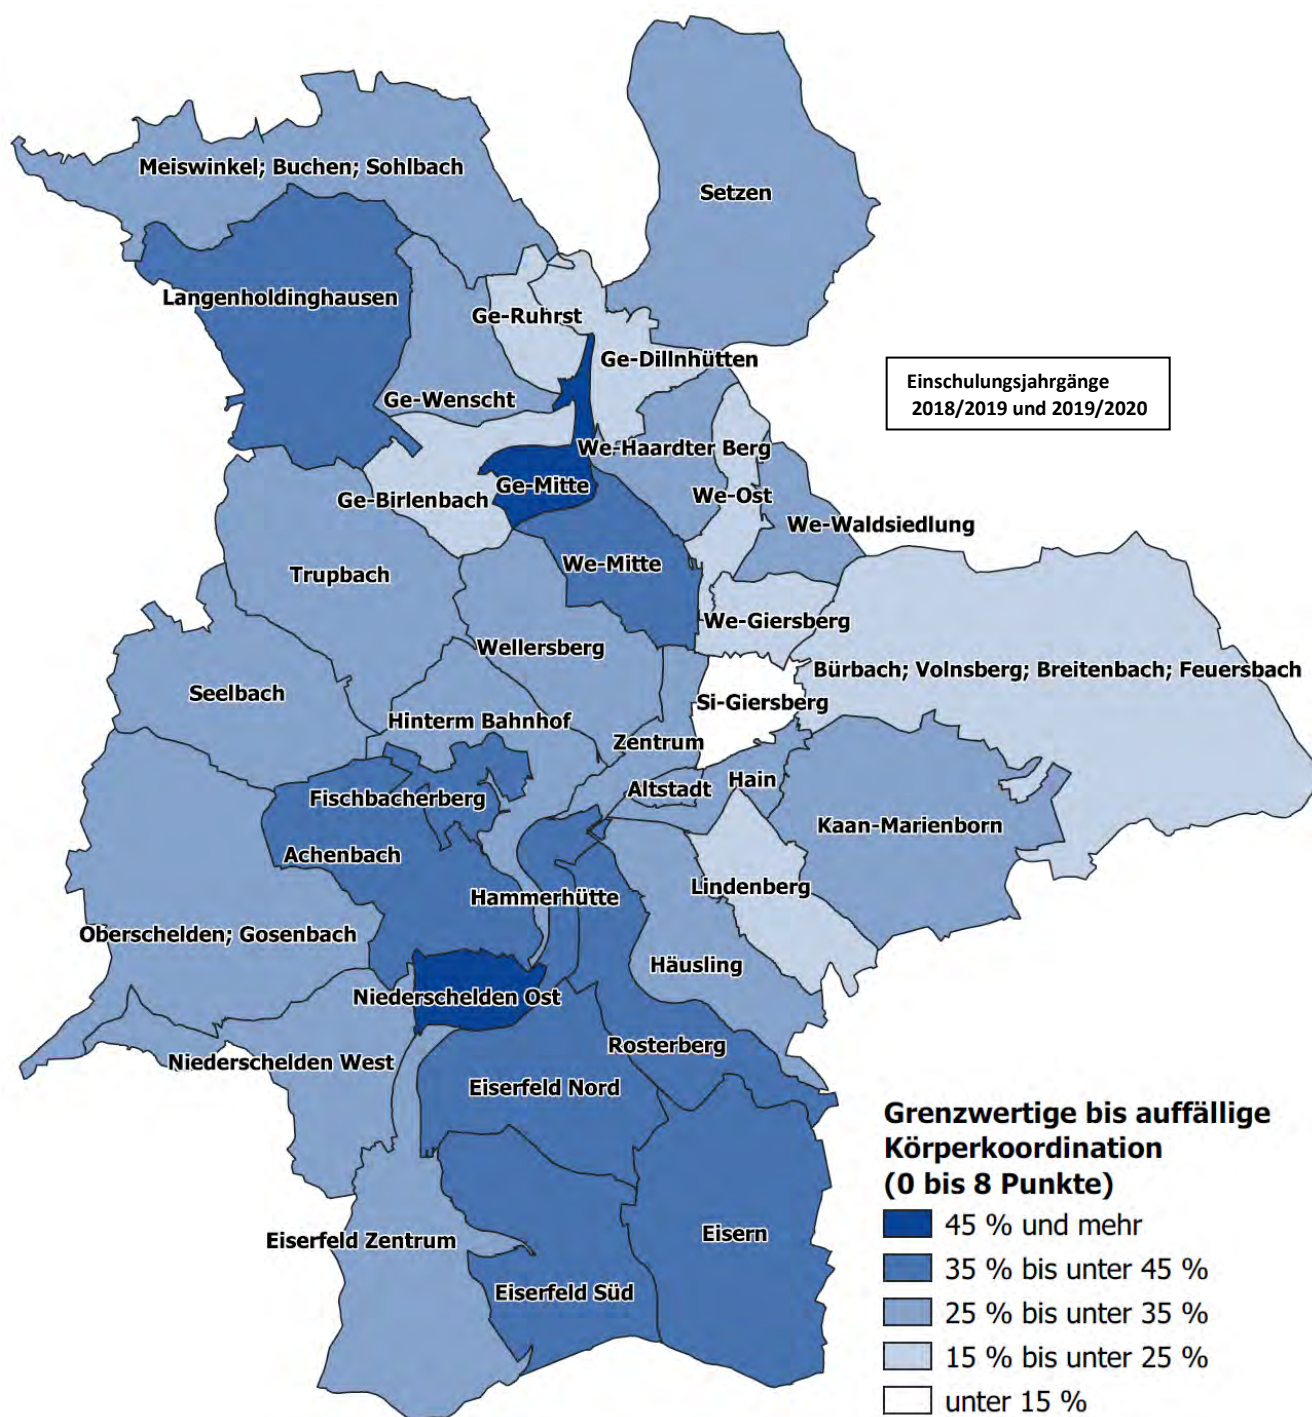 Meiswinkel; Buchen; Sohlbach
Setzen
Langenholdinghausen
Ge-Ruhrst
Ge-Dillnhütten
Einschulungsjahrgänge
2018/2019 und 2019/2020
Ge-Wenscht
We-Haardter Berg
Ge-Mitte
Ge-Birlenbach
We-Ost
We-Waldsiedlung
We-Mitte
Trupbach
We-Giersberg
Wellersberg
Bürbach; Volnsberg; Breitenbach; Feuersbach
Seelbach
Si-Giersberg
Hinterm Bahnhof
Zentrum
Hain
Altstadt
Fischbacherberg
Kaan-Marienborn
Achenbach
Lindenberg
Hammerhütte
Oberschelden; Gosenbach
Häusling
Niederschelden Ost
Rosterberg
Niederschelden West
Eiserfeld Nord
Eisern
Eiserfeld Zentrum
Eiserfeld Süd
Grenzwertige bis auffällige
Körperkoordination
(0 bis 8 Punkte)
45 % und mehr
35 % bis unter 45 %
25 % bis unter 35 %
15 % bis unter 25 %
unter 15 %